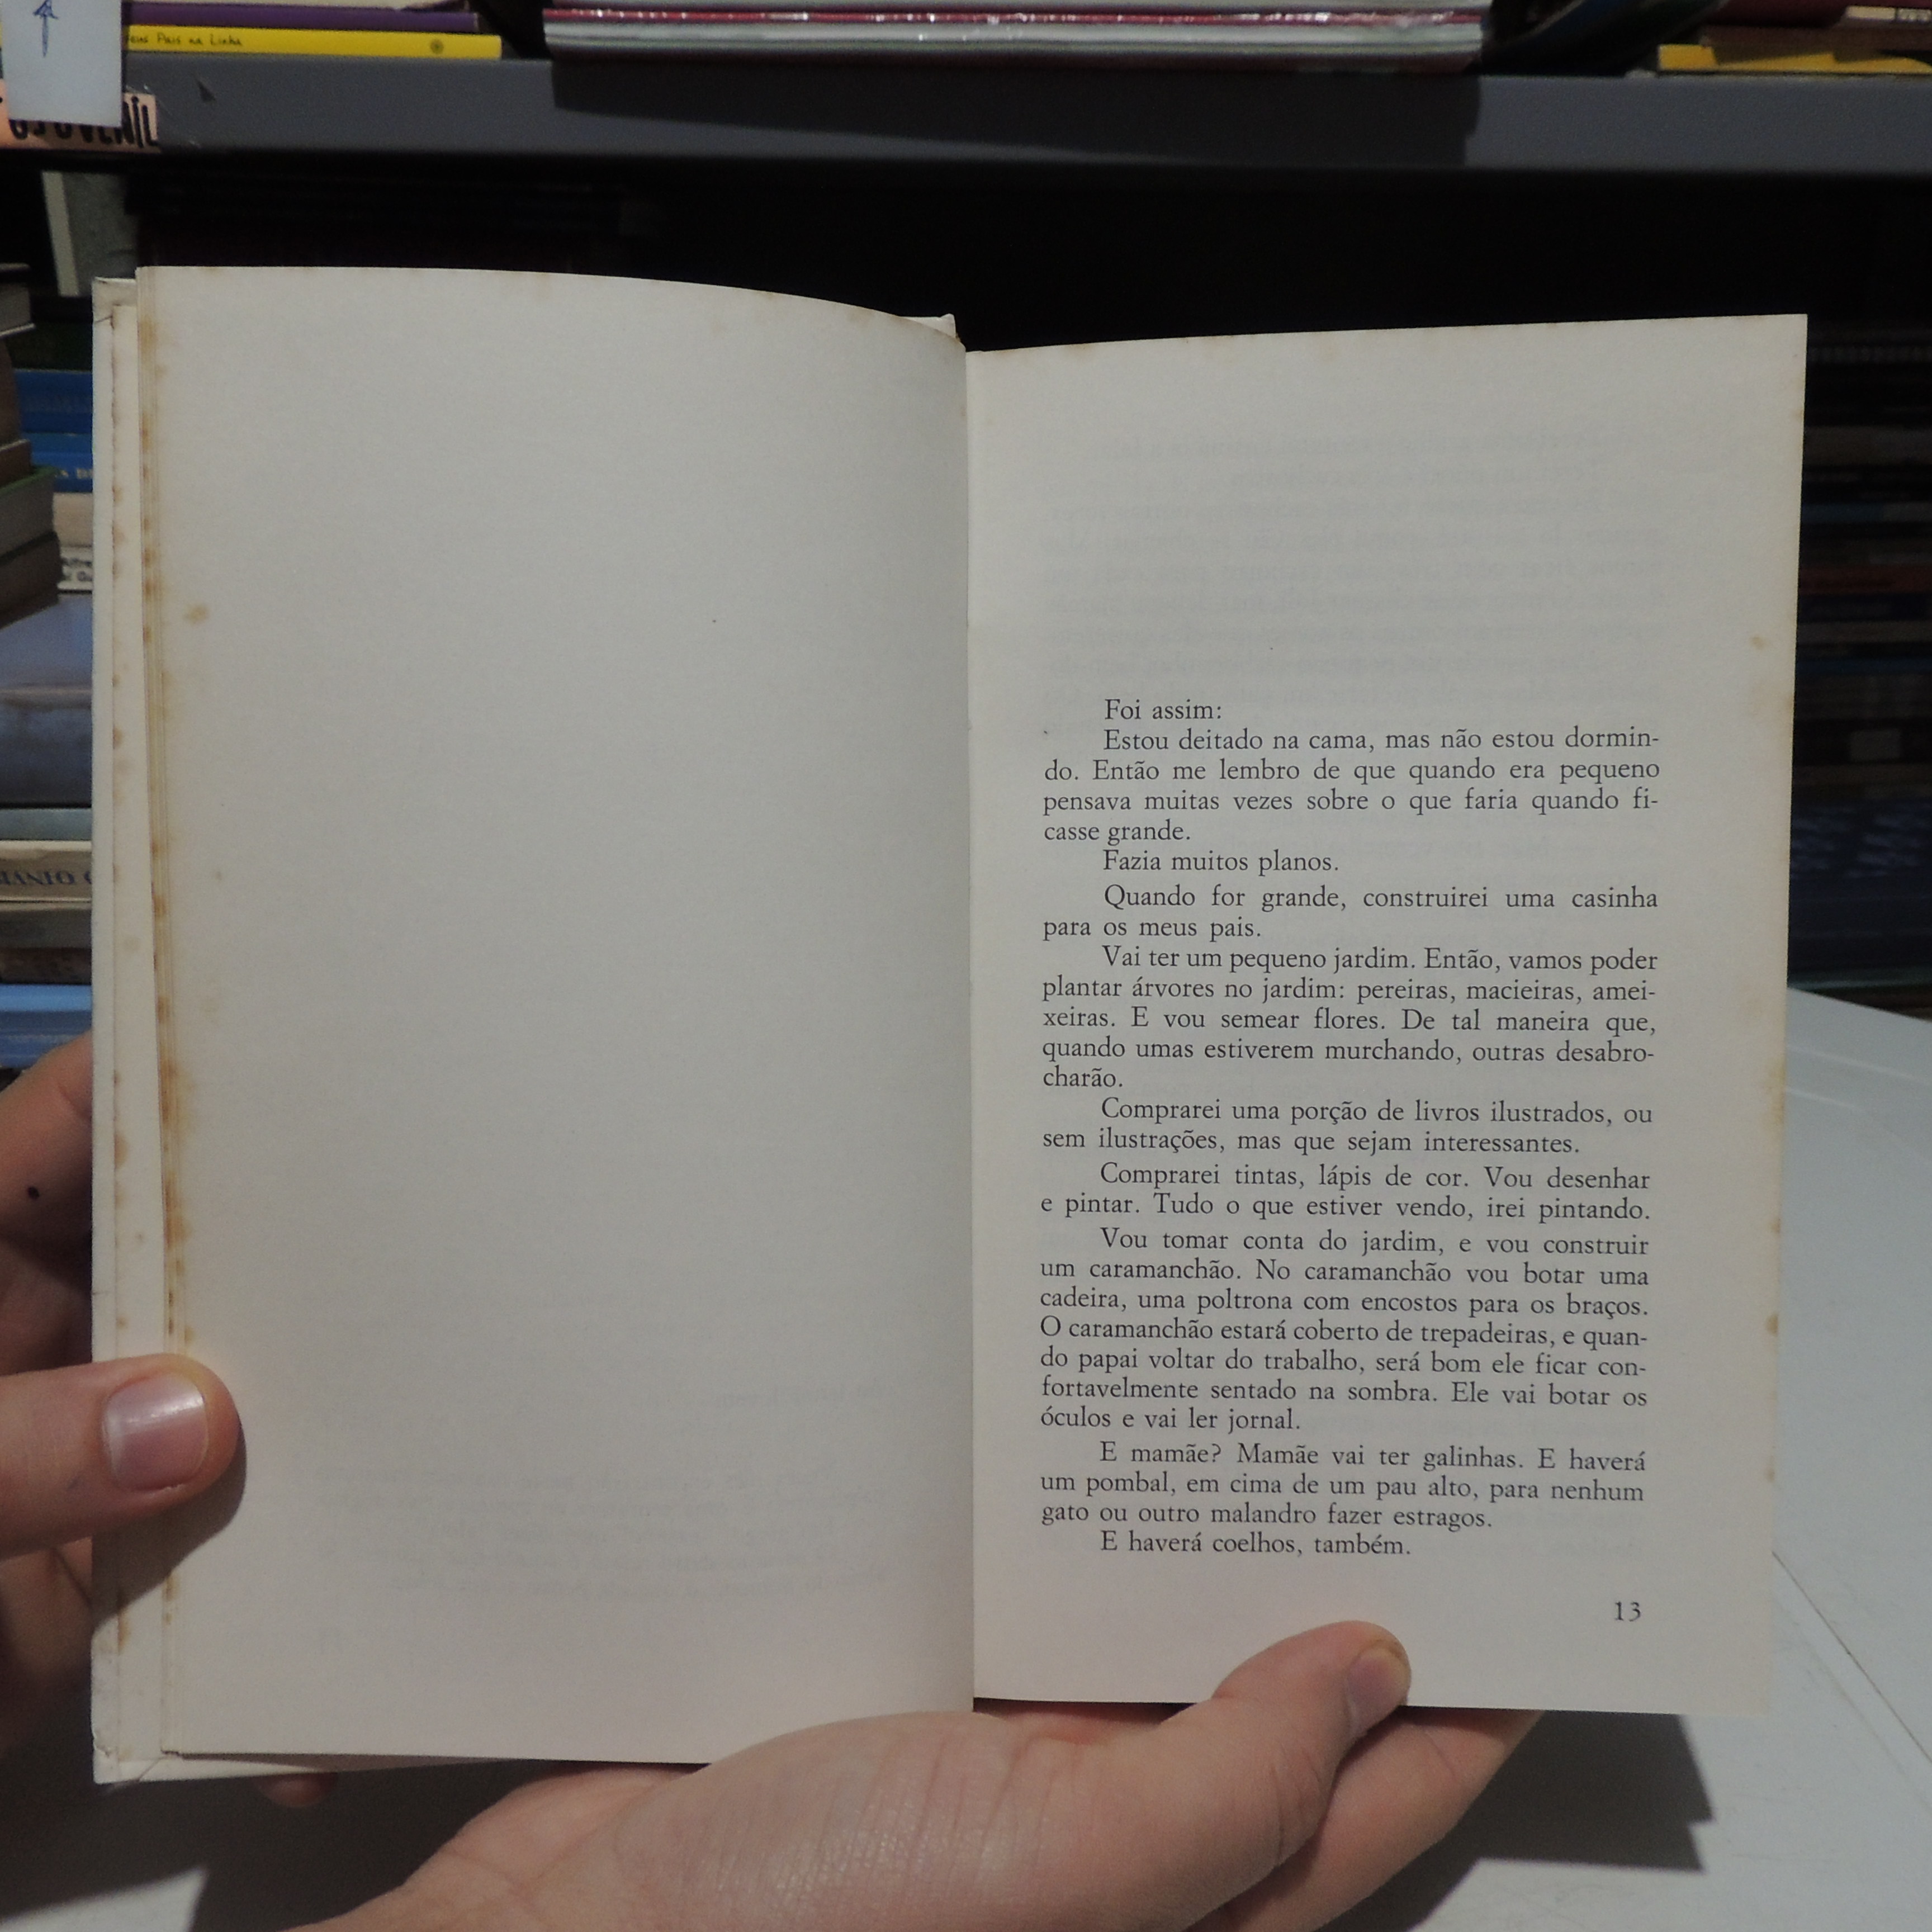 eus Pais na Linha
Foi assim:
Estou deitado na cama, mas não estou dormin-
do. Então me lembro de que quando era pequeno
pensava muitas vezes sobre o que faria quando fi-
casse grande.
Fazia muitos planos.
Quando for grande, construirei uma casinha
para os meus pais.
Vai ter um pequeno jardim. Então, vamos poder
plantar árvores no jardim: pereiras, macieiras, amei-
xeiras. E vou semear flores. De tal maneira que,
quando umas estiverem murchando, outras desabro-
charão.
Comprarei uma porção de livros ilustrados, ou
sem ilustrações, mas que sejam interessantes.
Comprarei tintas, lápis de cor. Vou desenhar
e pintar. Tudo o que estiver vendo, irei pintando.
Vou tomar conta do jardim, e vou construir
um caramanchão. No caramanchão vou botar uma
cadeira, uma poltrona com encostos para os braços.
O caramanchão estará coberto de trepadeiras, e quan-
do papai voltar do trabalho, será bom ele ficar con-
fortavelmente sentado na sombra. Ele vai botar os
óculos e vai ler jornal.
E mamãe? Mamãe vai ter galinhas. E haverá
um pombal, em cima de um pau alto, para nenhum
gato ou outro malandro fazer estragos.
E haverá coelhos, também.
13